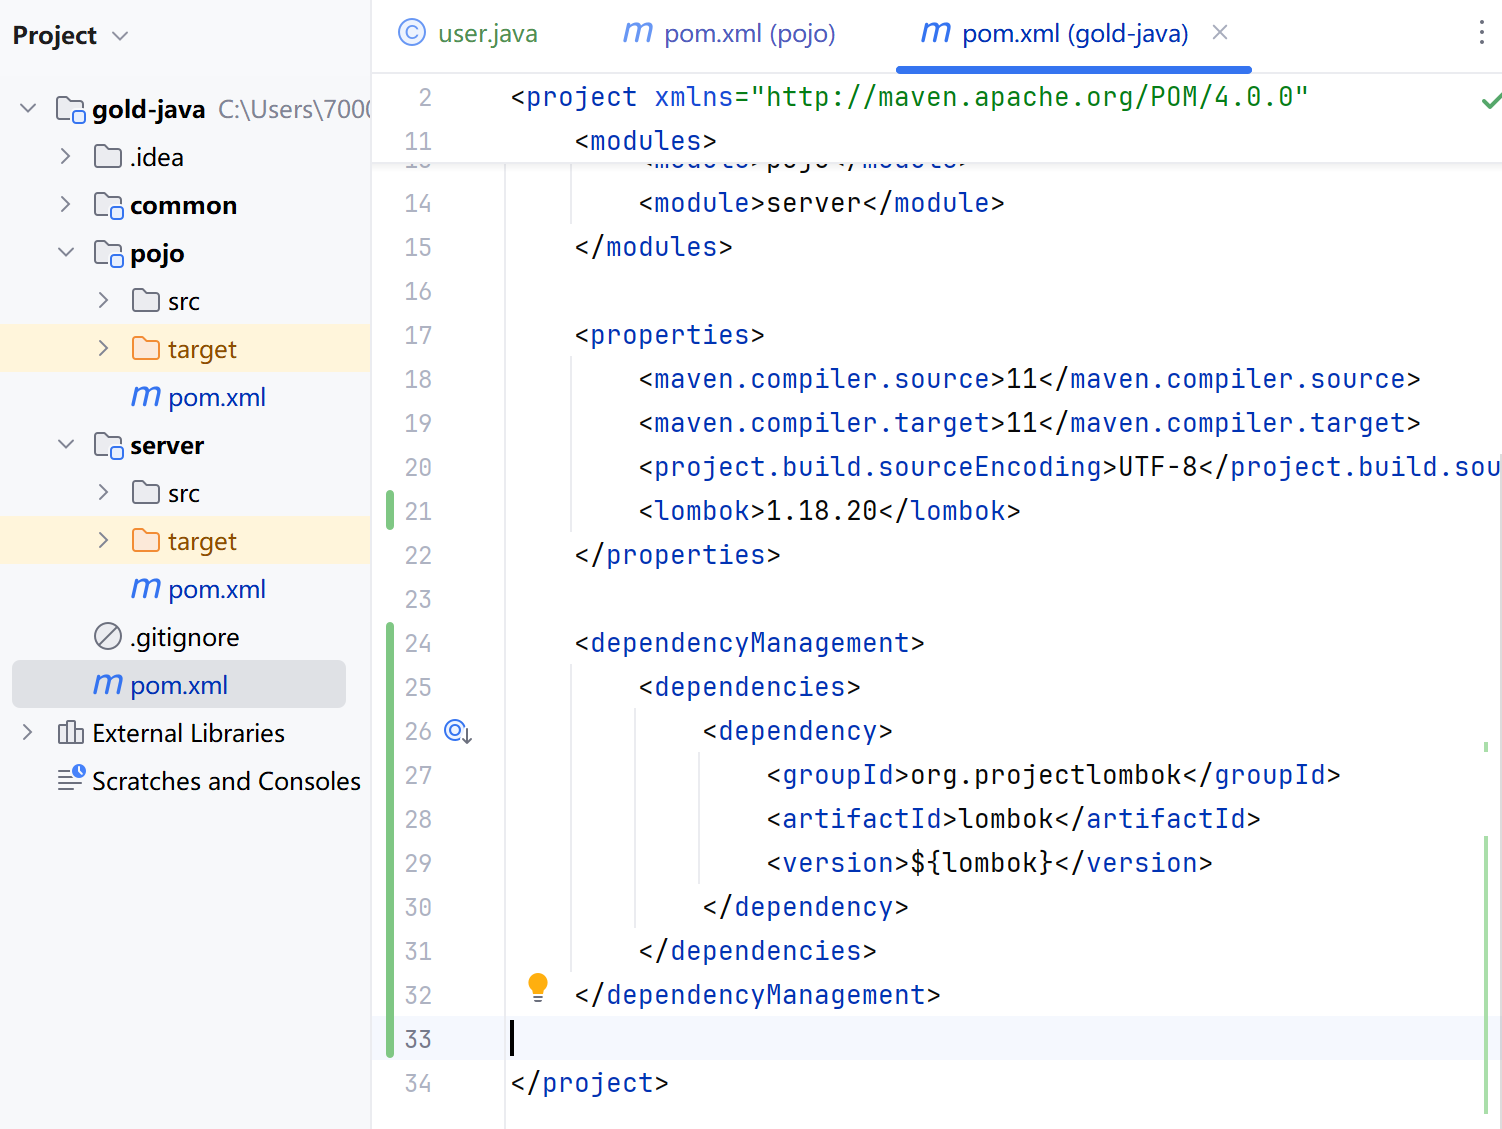 Project
user.java
pom.xml (pojo)
pom.xml (gold-java)
gold-java C:\Users\7000
.idea
common
pojo
src
target
pom.xml
server
src
target
pom.xml
.gitignore
pom.xml
External Libraries
Scratches and Consoles
2 <project xmlns="http://maven.apache.org/POM/4.0.0"
11 <modules>
13 <module>pojo</module>
14 <module>server</module>
15 </modules>
16
17 <properties>
18 <maven.compiler.source>11</maven.compiler.source>
19 <maven.compiler.target>11</maven.compiler.target>
20 <project.build.sourceEncoding>UTF-8</project.build.sou
21 <lombok>1.18.20</lombok>
22 </properties>
23
24 <dependencyManagement>
25 <dependencies>
26 <dependency>
27 <groupId>org.projectlombok</groupId>
28 <artifactId>lombok</artifactId>
29 <version>${lombok}</version>
30 </dependency>
31 </dependencies>
32 </dependencyManagement>
33
34 </project>